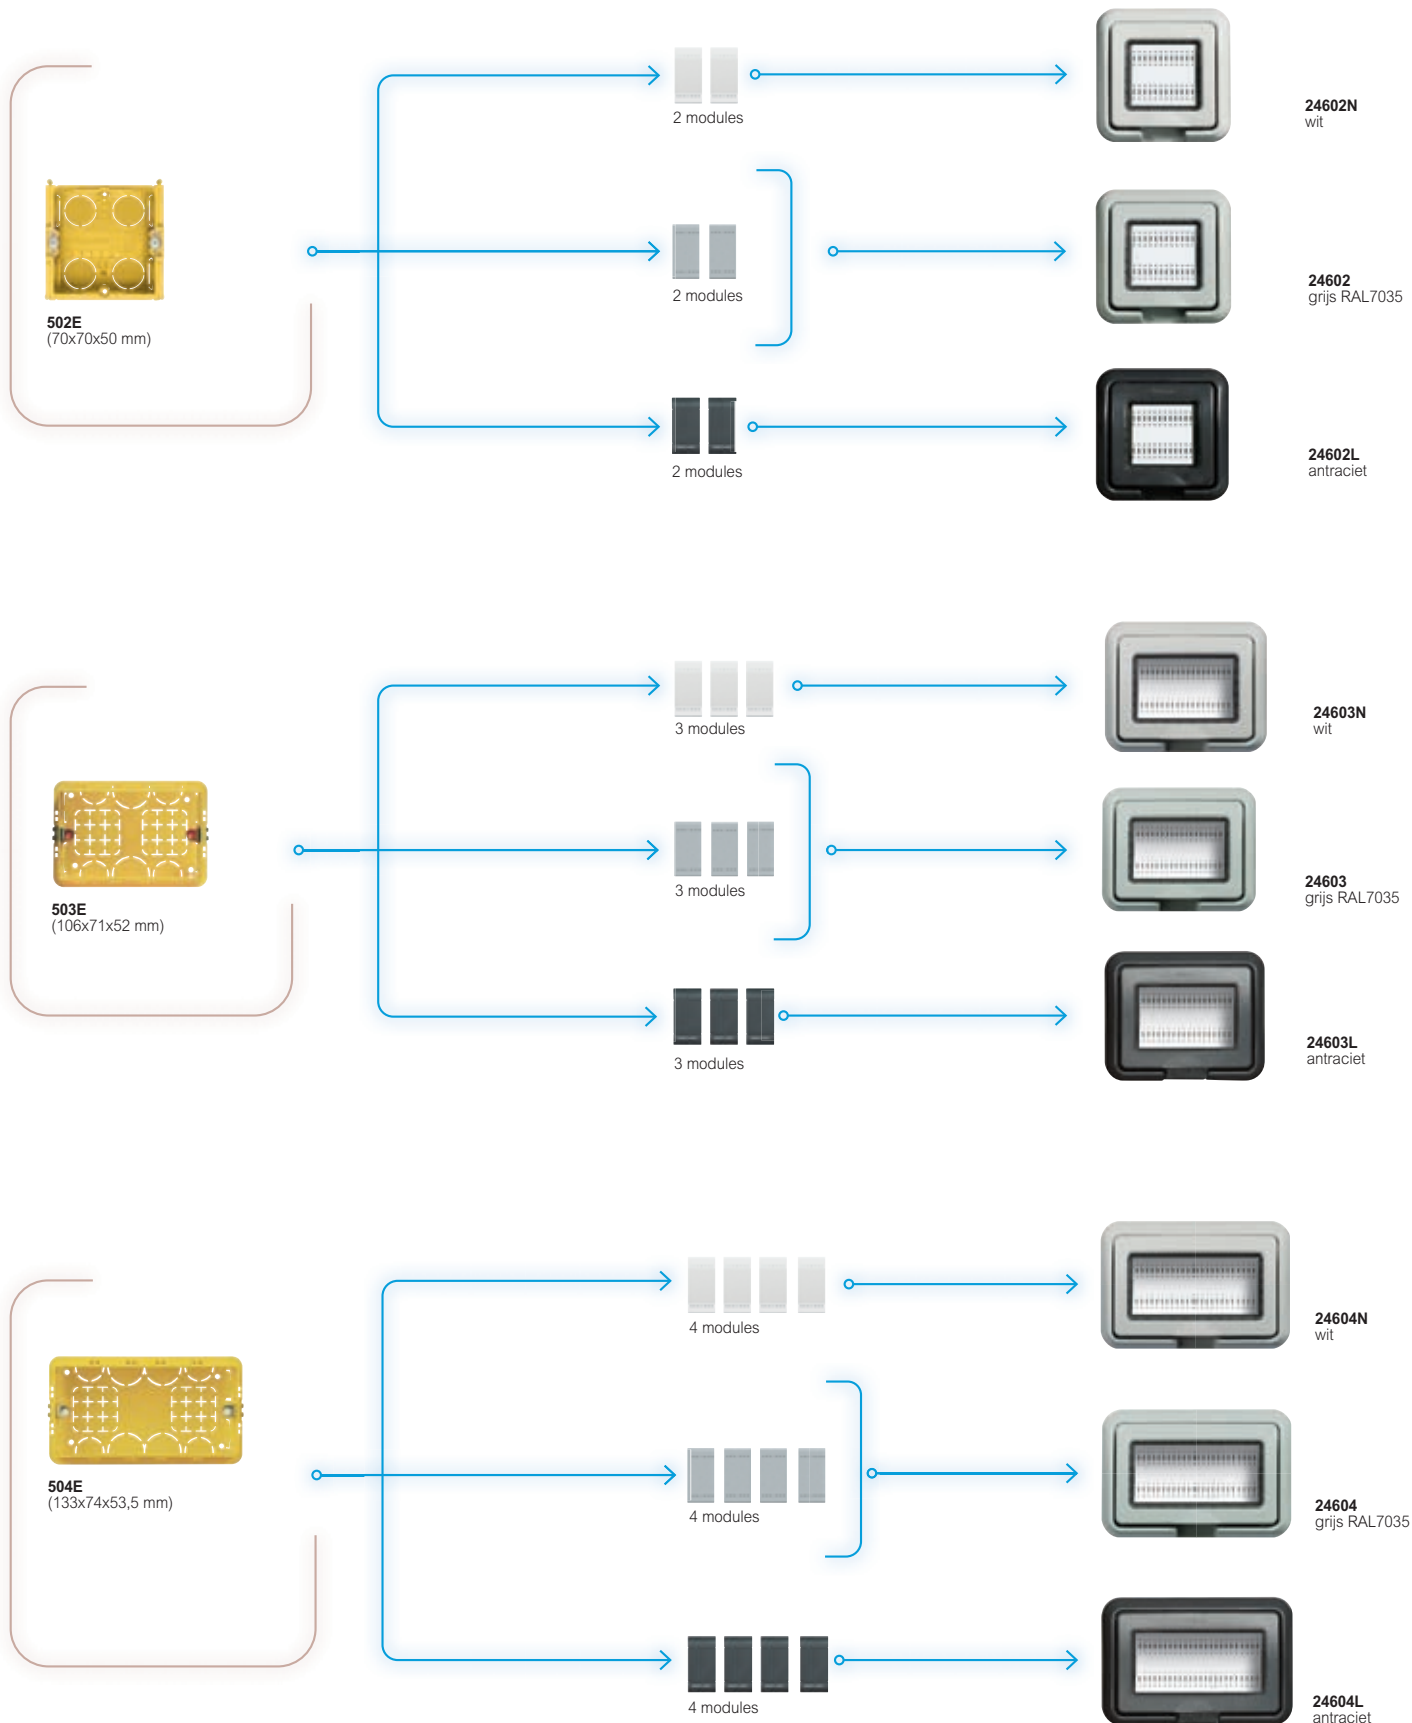 2 modules
24602N
wit
502E
(70x70x50 mm)
2 modules
24602
grijs RAL7035
2 modules
24602L
antraciet
3 modules
24603N
wit
503E
(106x71x52 mm)
3 modules
24603
grijs RAL7035
3 modules
24603L
antraciet
4 modules
24604N
wit
504E
(133x74x53,5 mm)
4 modules
24604
grijs RAL7035
4 modules
24604L
antraciet